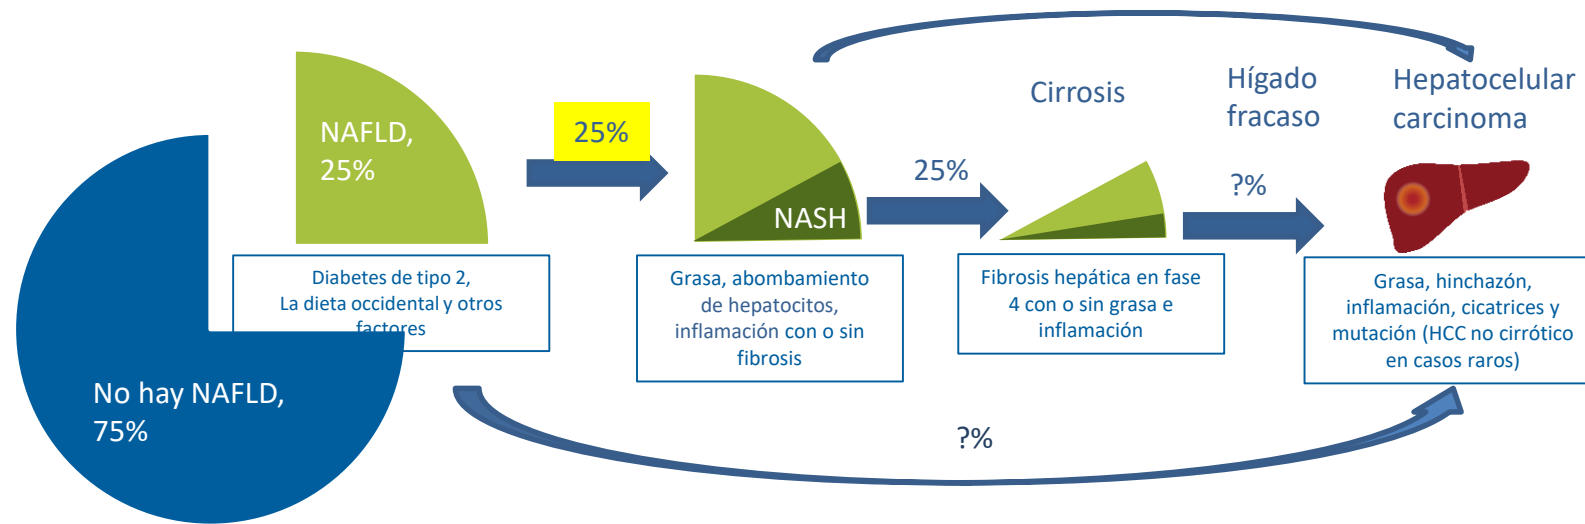 No hay NAFLD,
75%
NAFLD,
25%
Diabetes de tipo 2,
La dieta occidental y otros
factores
25%
NASH
Grasa, abombamiento
de hepatocitos,
inflamación con o sin
fibrosis
25%
Cirrosis
Fibrosis hepática en fase
4 con o sin grasa e
inflamación
Hígado
fracaso
?%
Hepatocelular
carcinoma
Grasa, hinchazón,
inflamación, cicatrices y
mutación (HCC no cirrótico
en casos raros)
?%